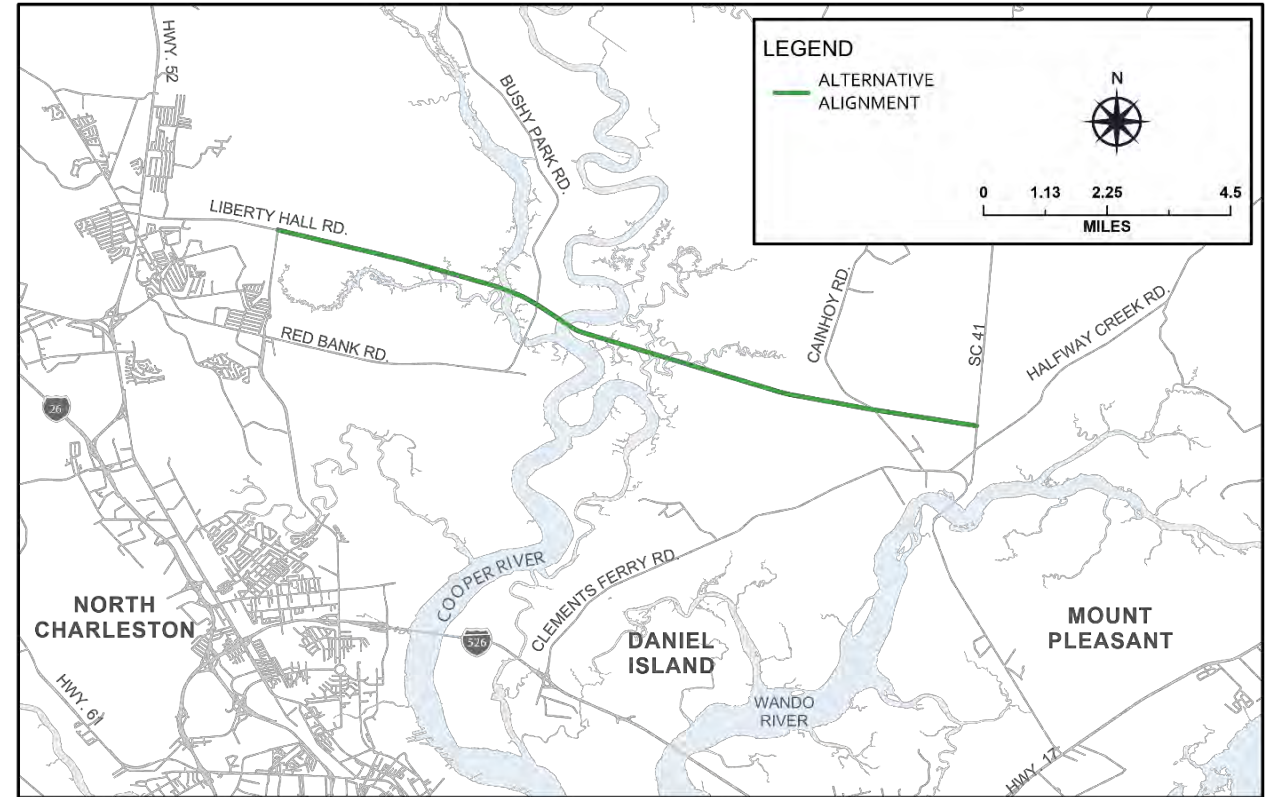 HWY. 52
BUSHY PARK RD.
LEGEND
ALTERNATIVE
ALIGNMENT
N
0 1.13 2.25 4.5
MILES
LIBERTY HALL RD.
RED BANK RD.
CAINHOY RD.
SC 41
HALFWAY CREEK RD.
26
COOPER RIVER
CLEMENTS FERRY RD.
NORTH
CHARLESTON
526
DANIEL
ISLAND
MOUNT
PLEASANT
HWY. 61
WANDO
RIVER
HWY. 17